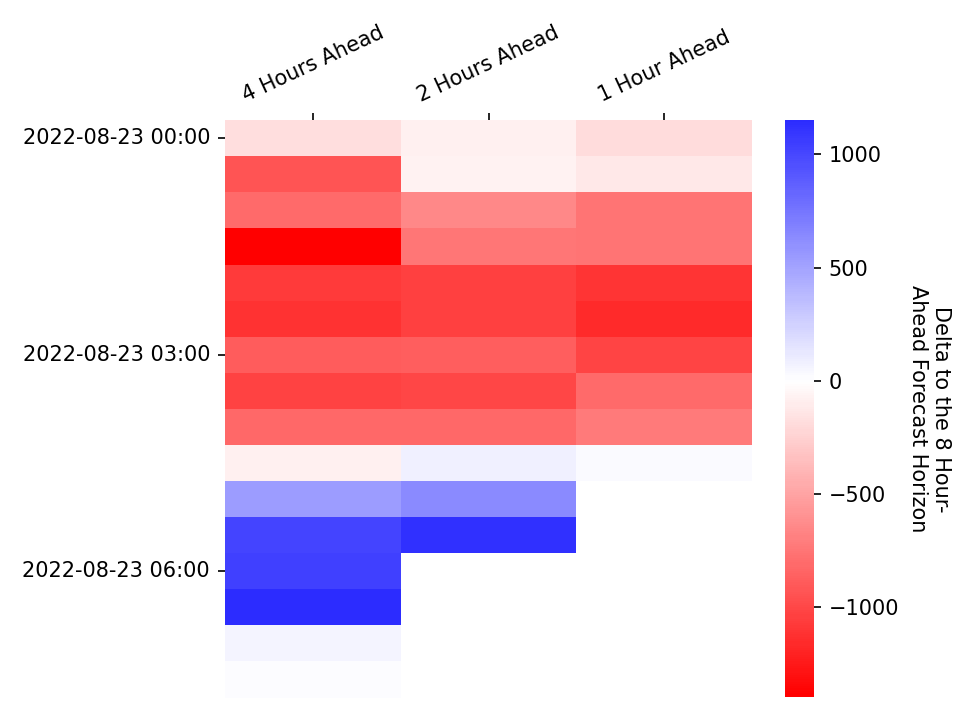 4 Hours Ahead
2 Hours Ahead
1 Hour Ahead
2022-08-23 00:00
2022-08-23 03:00
2022-08-23 06:00
1000
500
0
−500
−1000
Delta to the 8 Hour-
Ahead Forecast Horizon